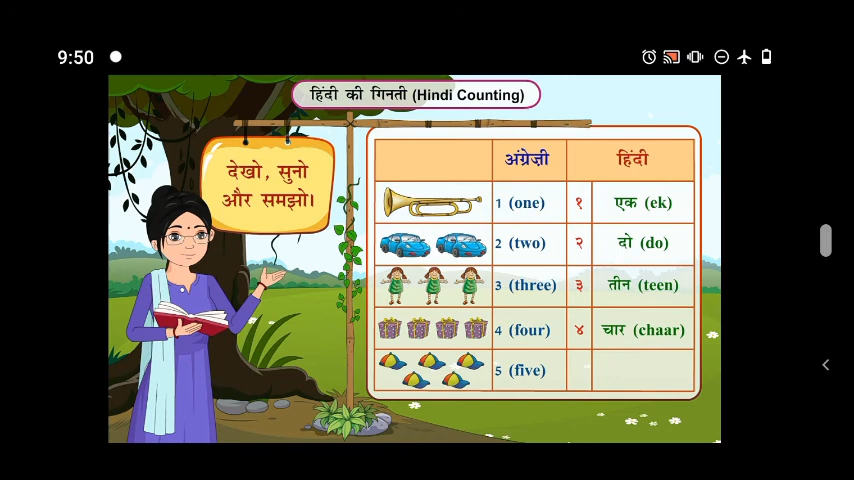 9:50
हिंदी की गिनती (Hindi Counting)
देखो, सुनो
और समझो।
अंग्रेज़ी हिंदी
1 (one) १ एक (ek)
2 (two) २ दो (do)
3 (three) ३ तीन (teen)
4 (four) ४ चार (chaar)
5 (five)